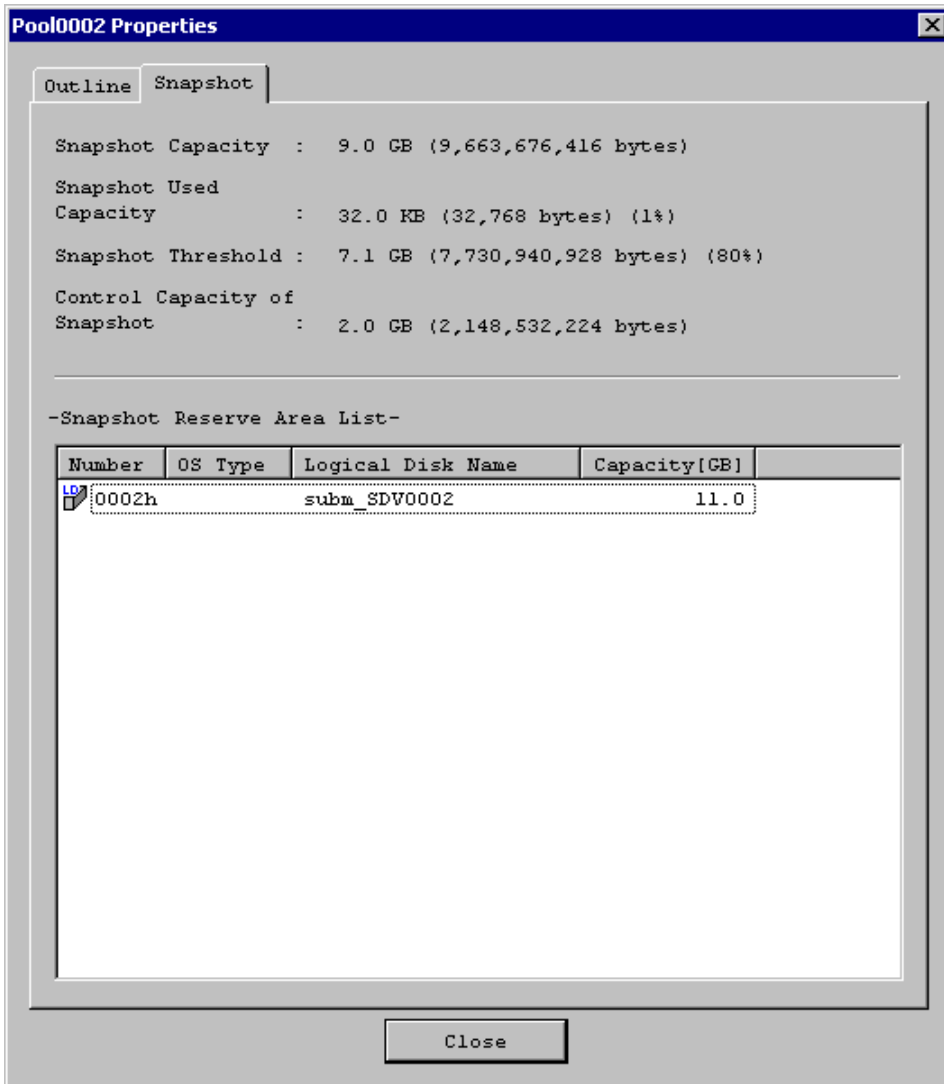 Pool0002 Properties
Outline Snapshot
Snapshot Capacity : 9.0 GB (9,663,676,416 bytes)
Snapshot Used
Capacity : 32.0 KB (32,768 bytes) (1%)
Snapshot Threshold : 7.1 GB (7,730,940,928 bytes) (80%)
Control Capacity of
Snapshot : 2.0 GB (2,148,532,224 bytes)
-Snapshot Reserve Area List-
Number OS Type Logical Disk Name Capacity[GB]
LD 0002h subm_SDV0002 11.0
Close